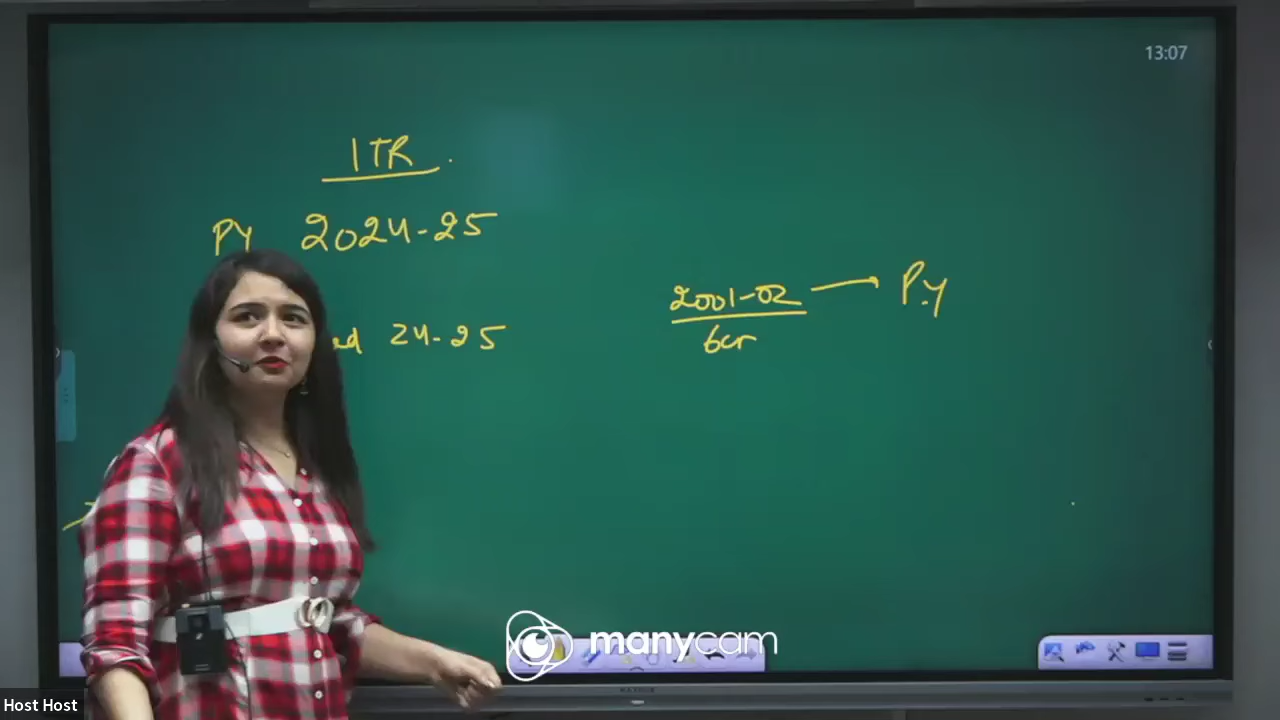 13:07
ITR
PY 2024-25
24-25
2001-02 → P.Y
6cr
manycam
Host Host